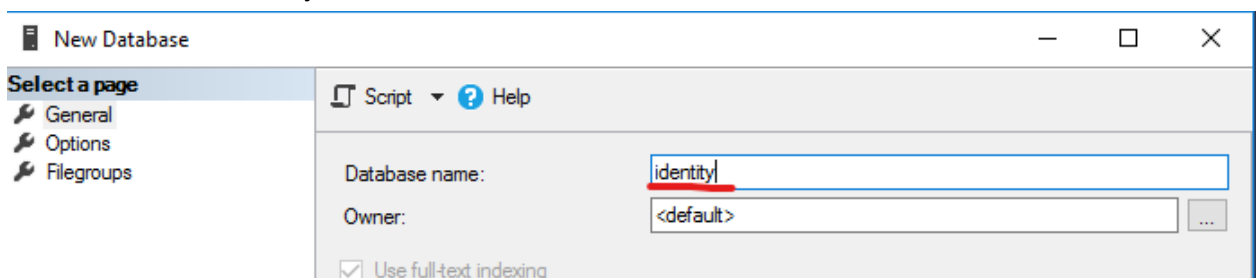 New Database
Select a page
General
Options
Filegroups
Script
Help
Database name:
identity
Owner:
<default>
...
Use full-text indexing